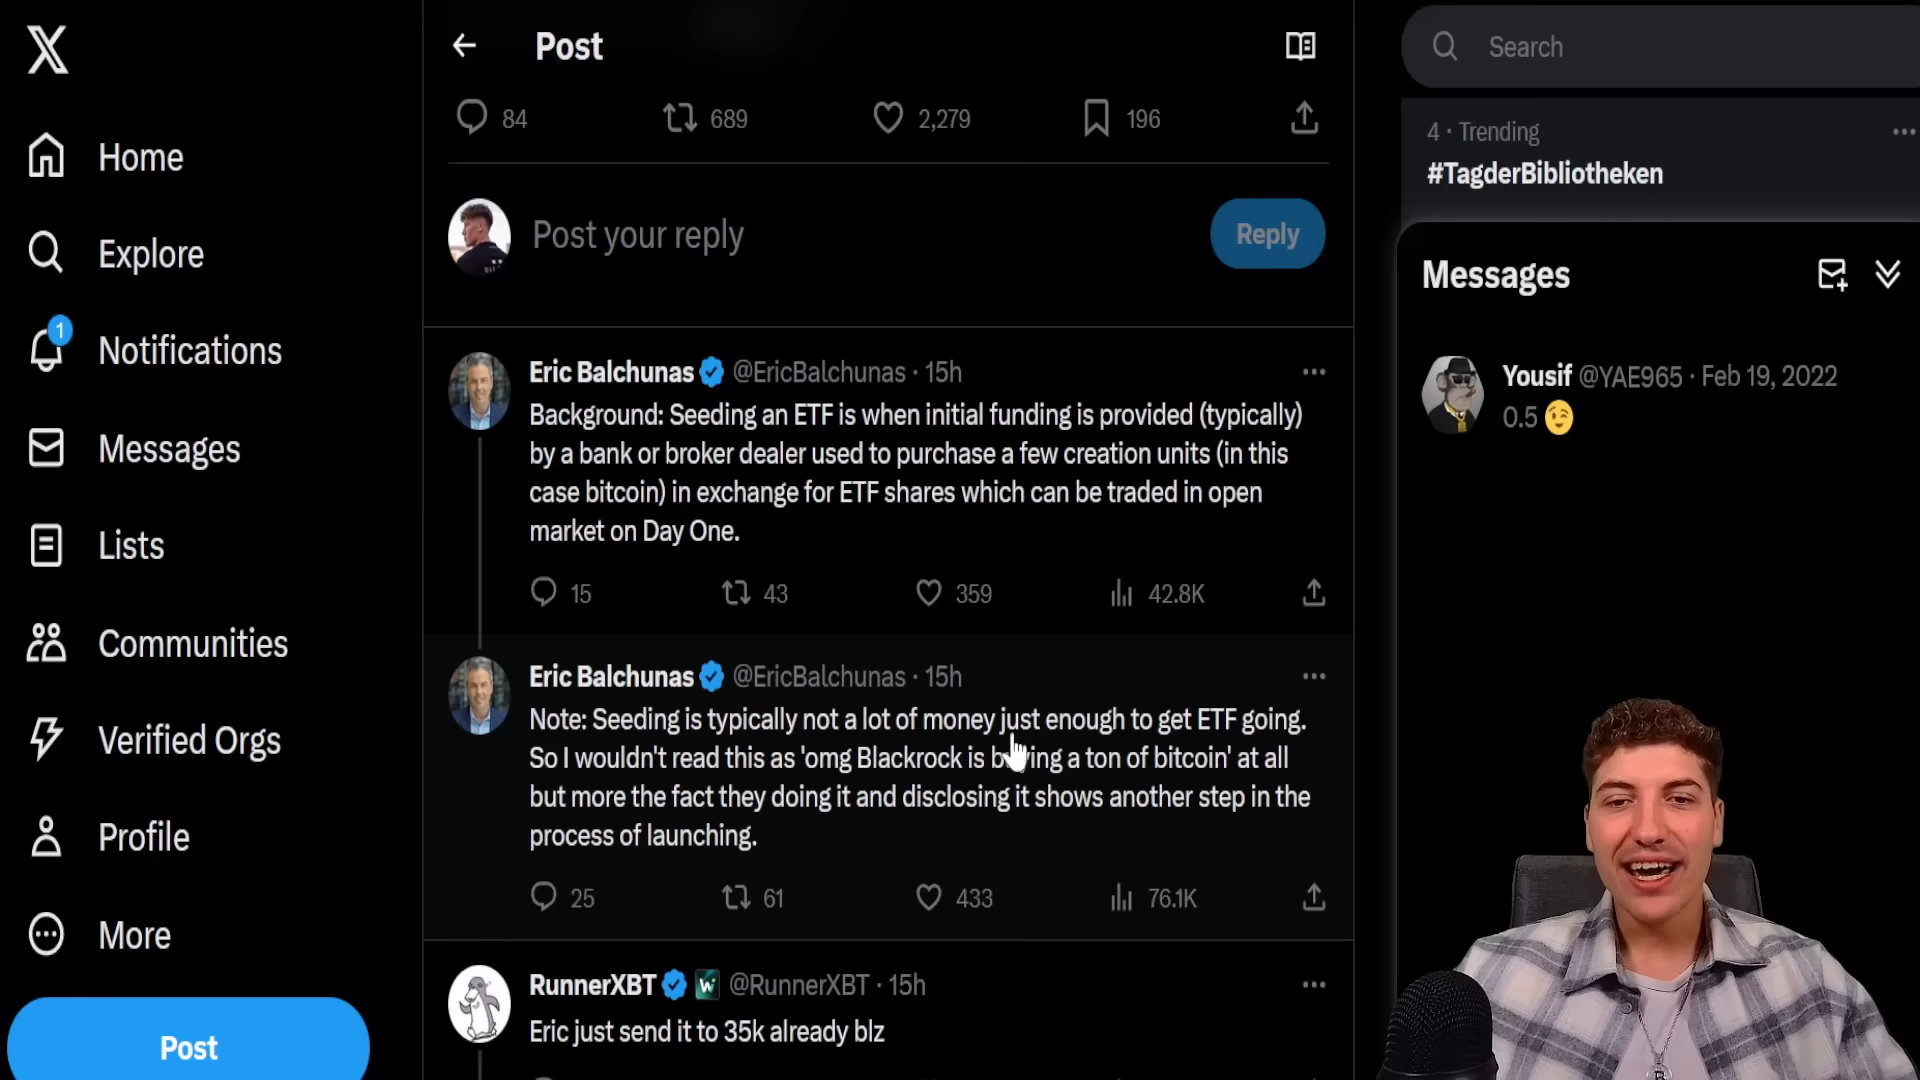 Home
Explore
1
Notifications
Messages
Lists
Communities
Verified Orgs
Profile
More
Post
Post
84
689
2,279
196
Post your reply
Reply
Eric Balchunas @EricBalchunas · 15h
Background: Seeding an ETF is when initial funding is provided (typically)
by a bank or broker dealer used to purchase a few creation units (in this
case bitcoin) in exchange for ETF shares which can be traded in open
market on Day One.
15
43
359
42.8K
Eric Balchunas @EricBalchunas · 15h
Note: Seeding is typically not a lot of money just enough to get ETF going.
So I wouldn't read this as 'omg Blackrock is buying a ton of bitcoin' at all
but more the fact they doing it and disclosing it shows another step in the
process of launching.
25
61
433
76.1K
RunnerXBT @RunnerXBT · 15h
Eric just send it to 35k already blz
Search
4 · Trending
#TagderBibliotheken
Messages
Yousif @YAE965 · Feb 19, 2022
0.5 😉